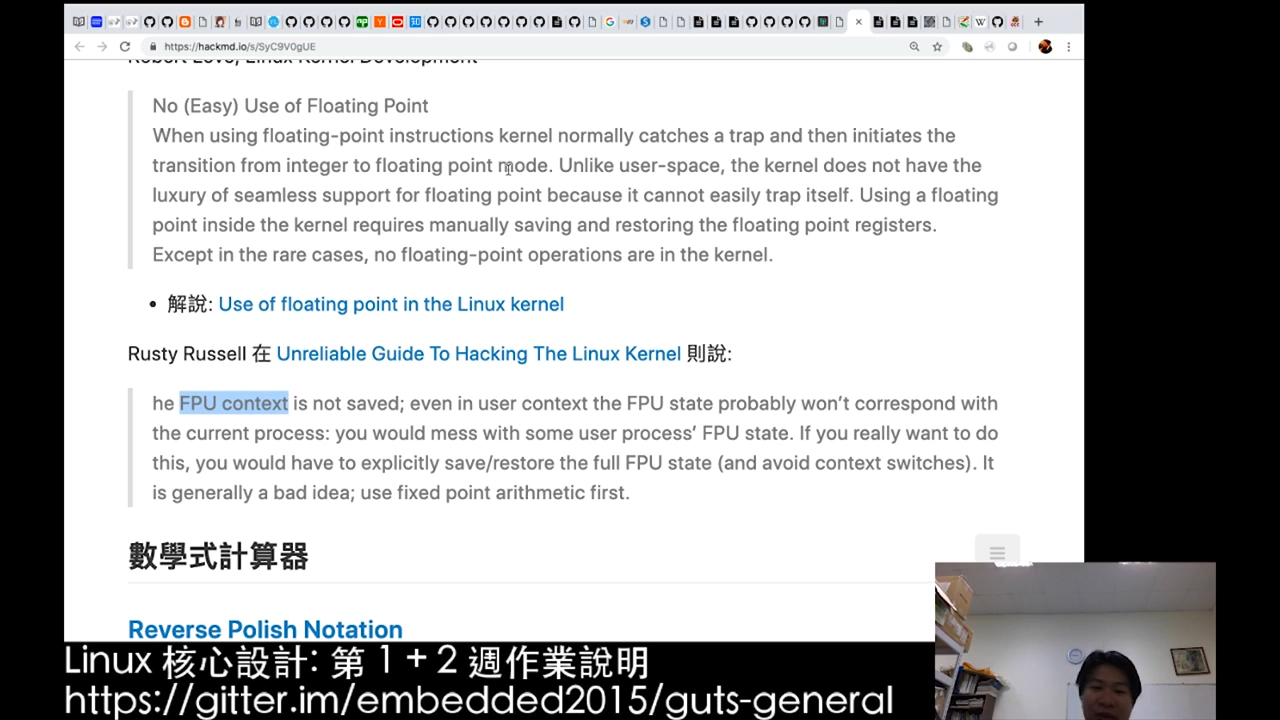 https://hackmd.io/s/SyC9V0gUE
Robert Love, Linux Kernel Development
No (Easy) Use of Floating Point
When using floating-point instructions kernel normally catches a trap and then initiates the
transition from integer to floating point mode. Unlike user-space, the kernel does not have the
luxury of seamless support for floating point because it cannot easily trap itself. Using a floating
point inside the kernel requires manually saving and restoring the floating point registers.
Except in the rare cases, no floating-point operations are in the kernel.
• 解說: Use of floating point in the Linux kernel
Rusty Russell 在 Unreliable Guide To Hacking The Linux Kernel 則說:
he FPU context is not saved; even in user context the FPU state probably won’t correspond with
the current process: you would mess with some user process’ FPU state. If you really want to do
this, you would have to explicitly save/restore the full FPU state (and avoid context switches). It
is generally a bad idea; use fixed point arithmetic first.
數學式計算器
Reverse Polish Notation
Linux 核心設計: 第 1 + 2 週作業說明
https://gitter.im/embedded2015/guts-general